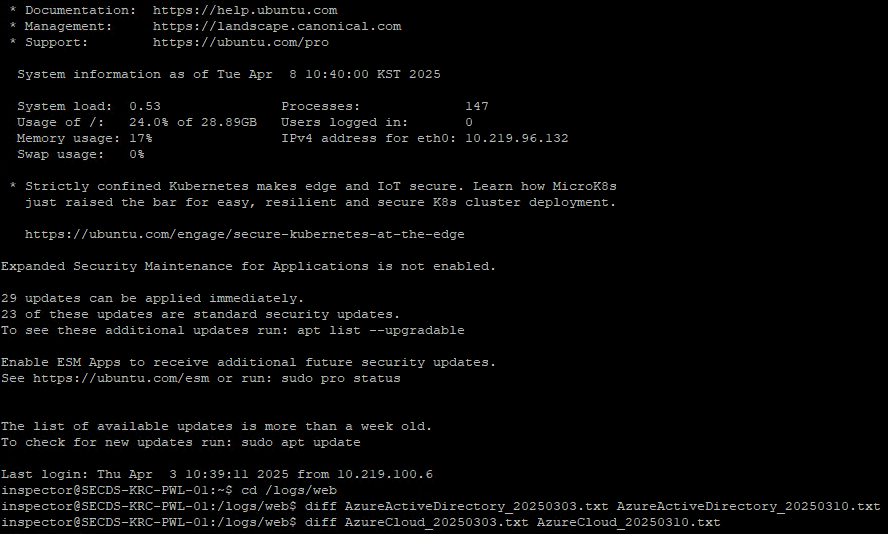 * Documentation:  https://help.ubuntu.com
* Management:     https://landscape.canonical.com
* Support:        https://ubuntu.com/pro
System information as of Tue Apr  8 10:40:00 KST 2025
System load:  0.53               Processes:             147
Usage of /:   24.0% of 28.89GB   Users logged in:       0
Memory usage: 17%                IPv4 address for eth0: 10.219.96.132
Swap usage:   0%
* Strictly confined Kubernetes makes edge and IoT secure. Learn how MicroK8s
just raised the bar for easy, resilient and secure K8s cluster deployment.
https://ubuntu.com/engage/secure-kubernetes-at-the-edge
Expanded Security Maintenance for Applications is not enabled.
29 updates can be applied immediately.
23 of these updates are standard security updates.
To see these additional updates run: apt list --upgradable
Enable ESM Apps to receive additional future security updates.
See https://ubuntu.com/esm or run: sudo pro status
The list of available updates is more than a week old.
To check for new updates run: sudo apt update
Last login: Thu Apr  3 10:39:11 2025 from 10.219.100.6
inspector@SECDS-KRC-PWL-01:~$ cd /logs/web
inspector@SECDS-KRC-PWL-01:/logs/web$ diff AzureActiveDirectory_20250303.txt AzureActiveDirectory_20250310.txt
inspector@SECDS-KRC-PWL-01:/logs/web$ diff AzureCloud_20250303.txt AzureCloud_20250310.txt